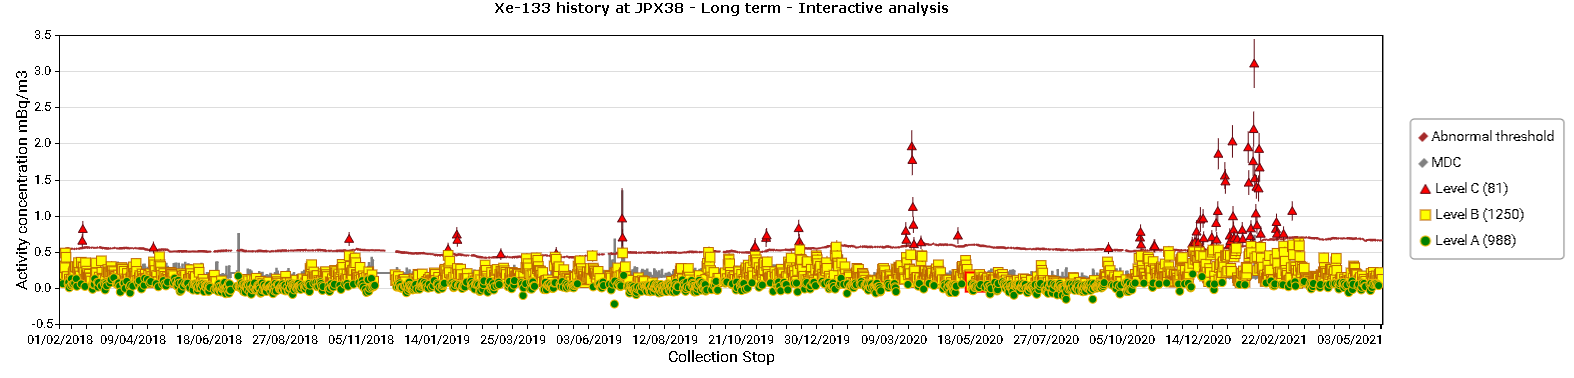 Xe-133 history at JPX38 - Long term - Interactive analysis
Activity concentration mBq/m3
3.5
3.0
2.5
2.0
1.5
1.0
0.5
0.0
-0.5
01/02/2018 09/04/2018 18/06/2018 27/08/2018 05/11/2018 14/01/2019 25/03/2019 03/06/2019 12/08/2019 21/10/2019 30/12/2019 09/03/2020 18/05/2020 27/07/2020 05/10/2020 14/12/2020 22/02/2021 03/05/2021
Collection Stop
Abnormal threshold
MDC
Level C (81)
Level B (1250)
Level A (988)